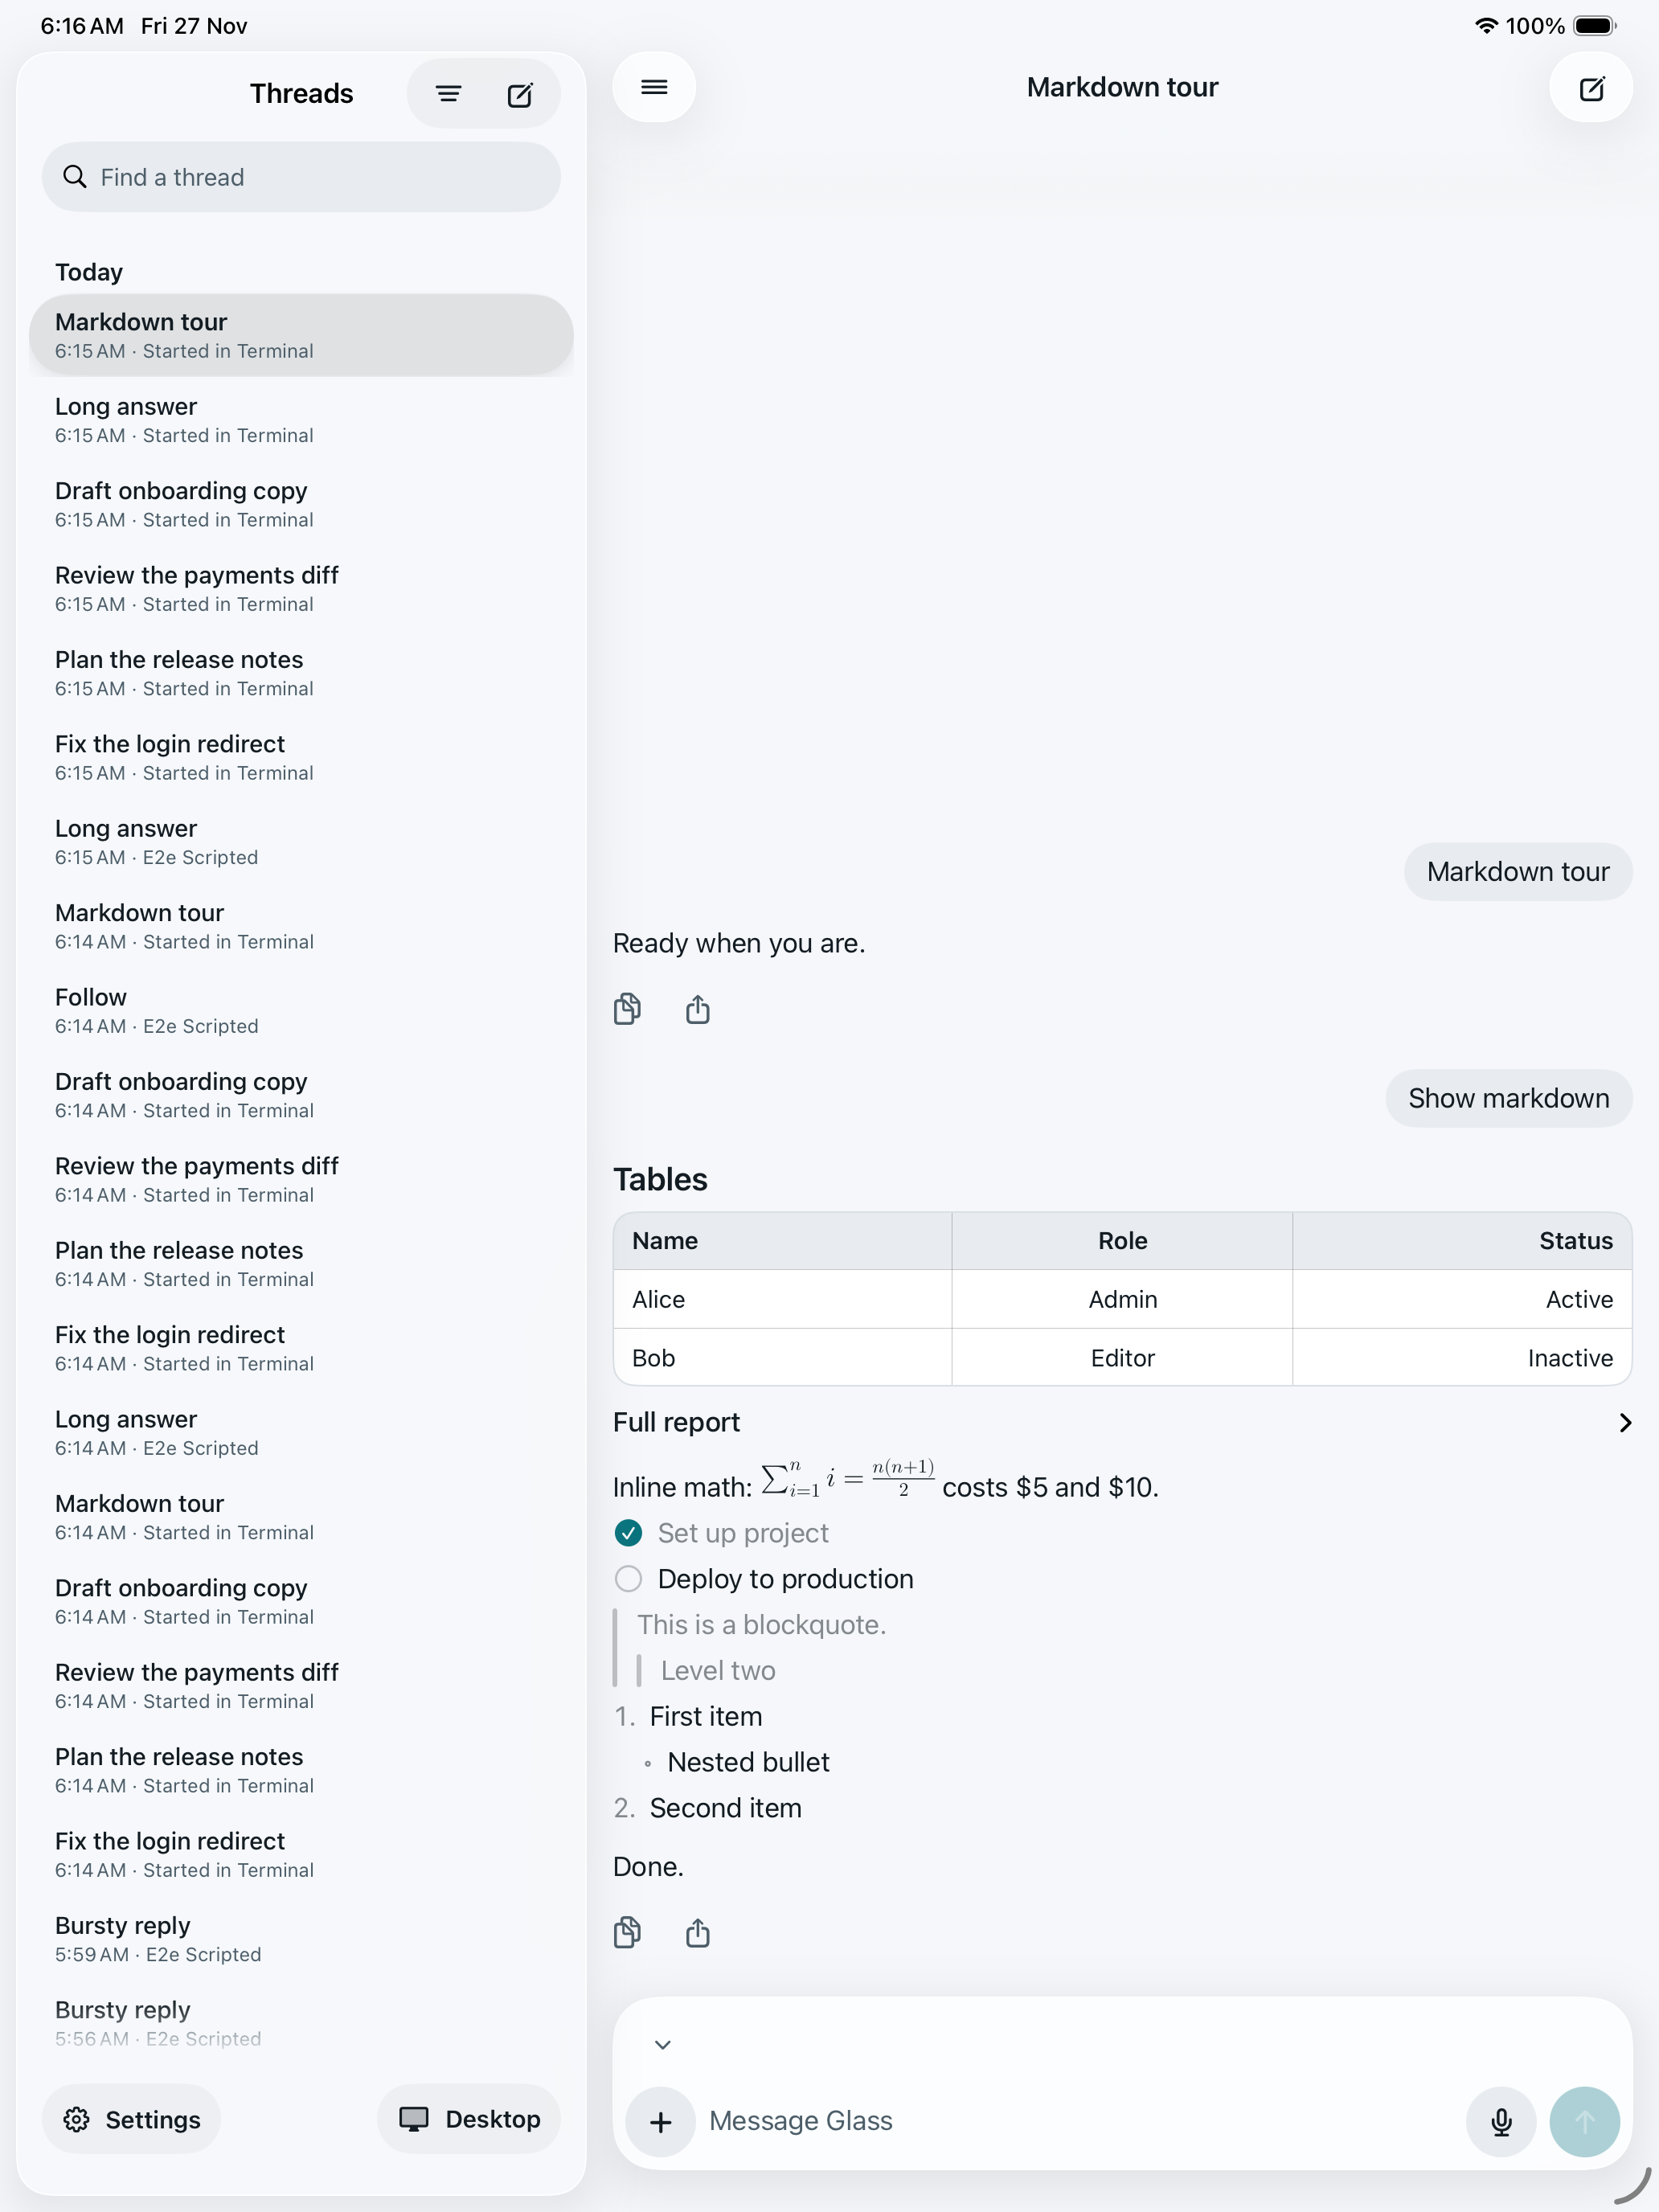 6:16 AM Fri 27 Nov
100%
Threads
Find a thread
Today
Markdown tour
6:15 AM · Started in Terminal
Long answer
6:15 AM · Started in Terminal
Draft onboarding copy
6:15 AM · Started in Terminal
Review the payments diff
6:15 AM · Started in Terminal
Plan the release notes
6:15 AM · Started in Terminal
Fix the login redirect
6:15 AM · Started in Terminal
Long answer
6:15 AM · E2e Scripted
Markdown tour
6:14 AM · Started in Terminal
Follow
6:14 AM · E2e Scripted
Draft onboarding copy
6:14 AM · Started in Terminal
Review the payments diff
6:14 AM · Started in Terminal
Plan the release notes
6:14 AM · Started in Terminal
Fix the login redirect
6:14 AM · Started in Terminal
Long answer
6:14 AM · E2e Scripted
Markdown tour
6:14 AM · Started in Terminal
Draft onboarding copy
6:14 AM · Started in Terminal
Review the payments diff
6:14 AM · Started in Terminal
Plan the release notes
6:14 AM · Started in Terminal
Fix the login redirect
6:14 AM · Started in Terminal
Bursty reply
5:59 AM · E2e Scripted
Bursty reply
5:56 AM · E2e Scripted
Settings
Desktop
Markdown tour
Markdown tour
Ready when you are.
Show markdown
Tables
Name Role Status
Alice Admin Active
Bob Editor Inactive
Full report
Inline math: ∑ᵢ₌₁ⁿ i = n(n+1)/2 costs $5 and $10.
Set up project
Deploy to production
This is a blockquote.
Level two
1. First item
◦ Nested bullet
2. Second item
Done.
Message Glass